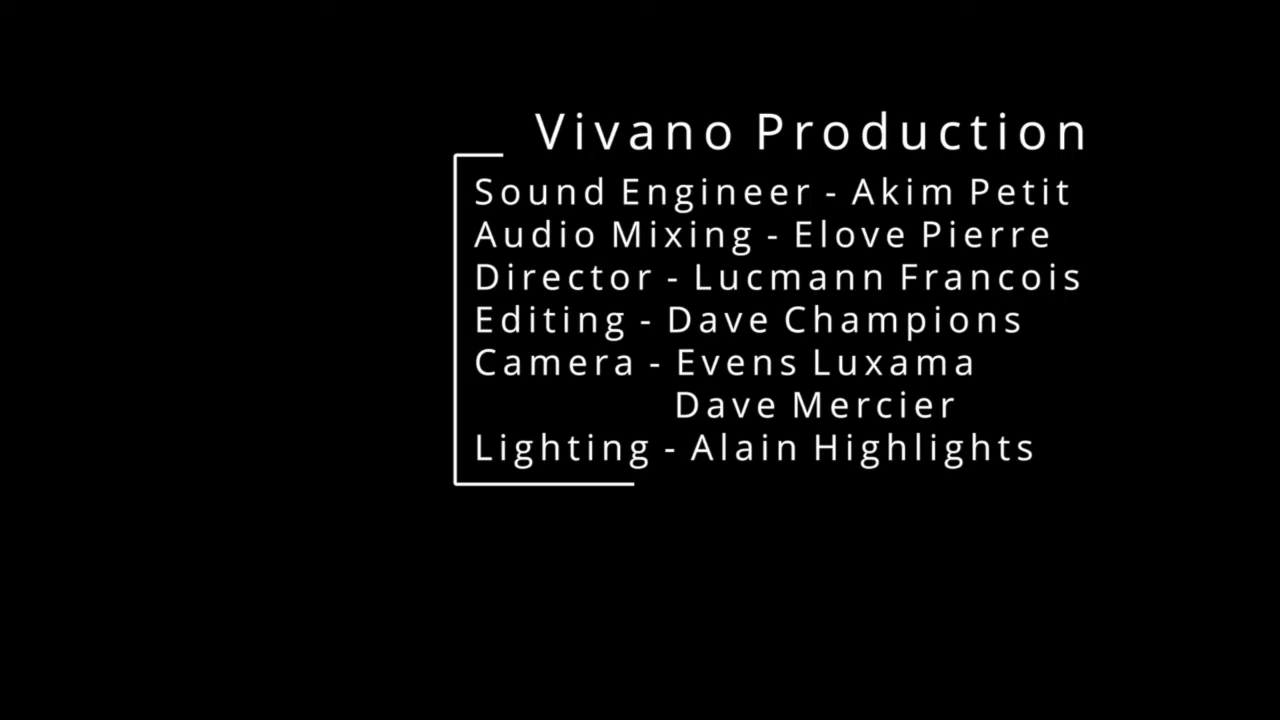 Vivano Production
Sound Engineer - Akim Petit
Audio Mixing - Elove Pierre
Director - Lucmann Francois
Editing - Dave Champions
Camera - Evens Luxama
Dave Mercier
Lighting - Alain Highlights